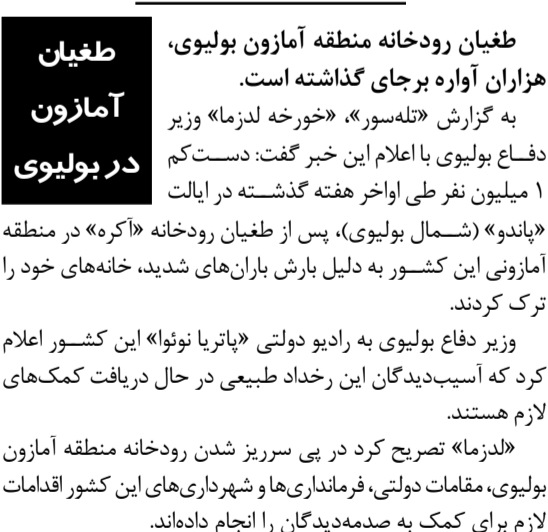 طغیان
آمازون
در بولیوی
طغیان رودخانه منطقه آمازون بولیوی،
هزاران آواره برجای گذاشته است.
به گزارش «تله‌سور»، «خورخه لدزما» وزیر
دفاع بولیوی با اعلام این خبر گفت: دست‌کم
۱ میلیون نفر طی اواخر هفته گذشته در ایالت
«پاندو» (شمال بولیوی)، پس از طغیان رودخانه «آکره» در منطقه
آمازونی این کشور به دلیل بارش باران‌های شدید، خانه‌های خود را
ترک کردند.
وزیر دفاع بولیوی به رادیو دولتی «پاتریا نوئوا» این کشور اعلام
کرد که آسیب‌دیدگان این رخداد طبیعی در حال دریافت کمک‌های
لازم هستند.
«لدزما» تصریح کرد در پی سرریز شدن رودخانه منطقه آمازون
بولیوی، مقامات دولتی، فرمانداری‌ها و شهرداری‌های این کشور اقدامات
لازم برای کمک به صدمه‌دیدگان را انجام داده‌اند.